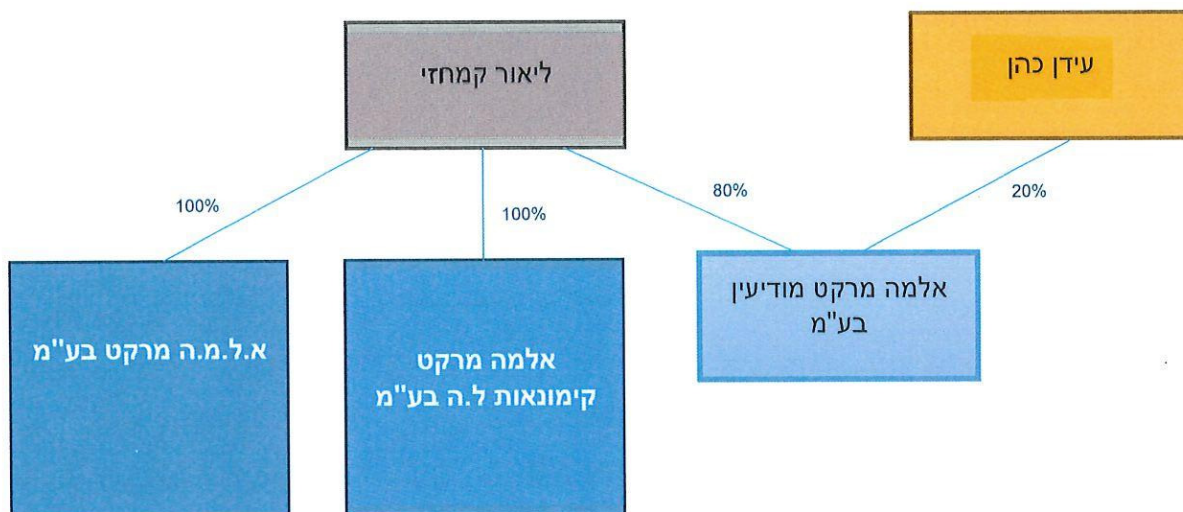 ליאור קמחזי
עידן כהן
100%
100%
80%
20%
א.ל.מ.ה מרקט בע"מ
אלמה מרקט
קימונאות ל.ה בע"מ
אלמה מרקט מודיעין
בע"מ